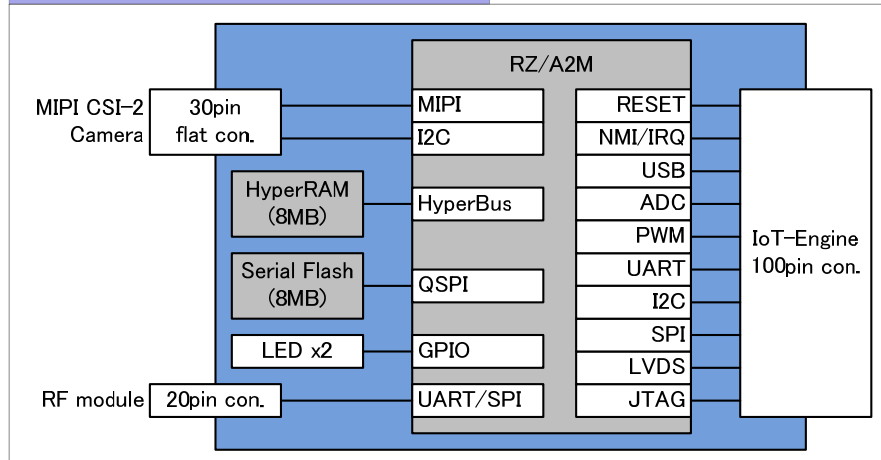 RZ/A2M
MIPI CSI-2
Camera
30pin
flat con.
MIPI
I2C
HyperRAM
(8MB)
HyperBus
Serial Flash
(8MB)
QSPI
LED x2
GPIO
RF module
20pin con.
UART/SPI
RESET
NMI/IRQ
USB
ADC
PWM
UART
I2C
SPI
LVDS
JTAG
IoT-Engine
100pin con.